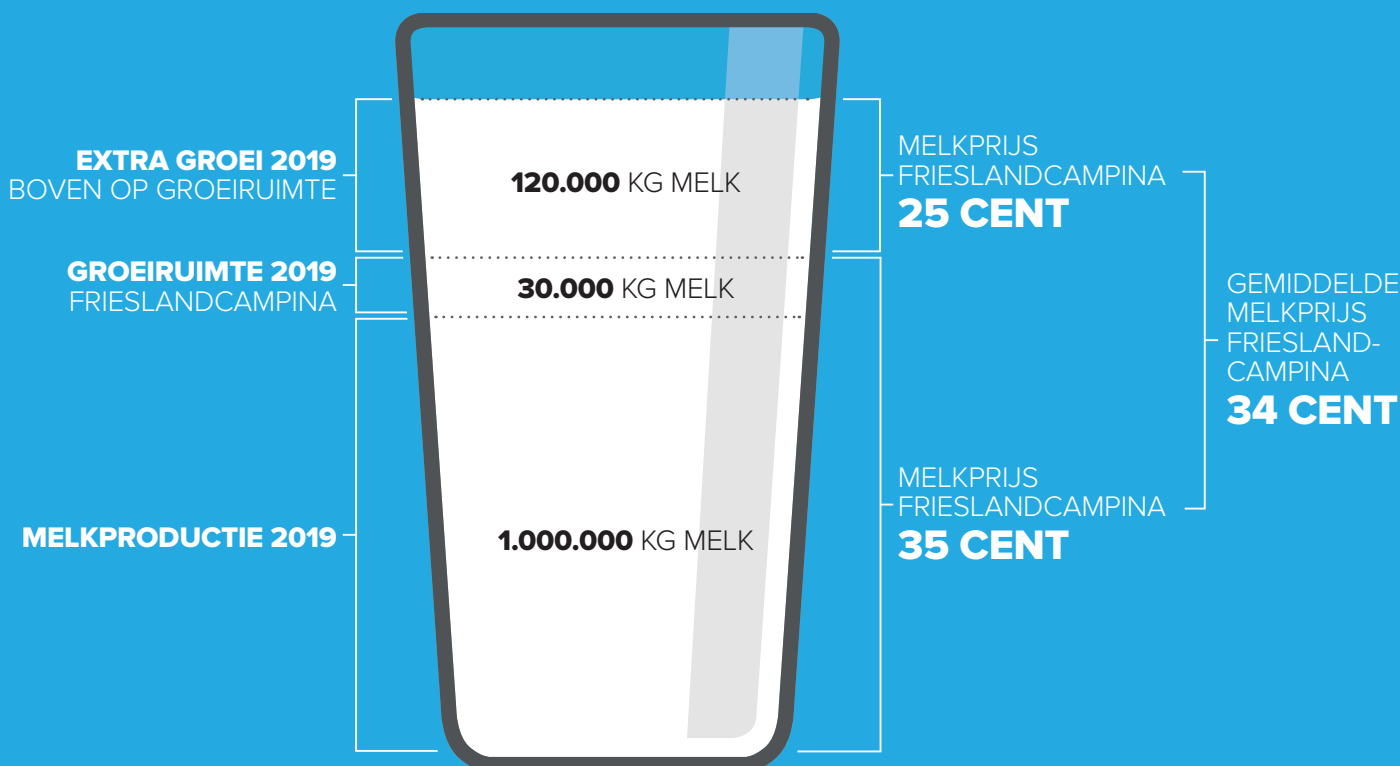 EXTRA GROEI 2019
BOVEN OP GROEIRUIMTE
120.000 KG MELK
MELKPRIJS
FRIESLANDCAMPINA
25 CENT
GROEIRUIMTE 2019
FRIESLANDCAMPINA
30.000 KG MELK
GEMIDDELDE
MELKPRIJS
FRIESLAND-
CAMPINA
34 CENT
MELKPRODUCTIE 2019
1.000.000 KG MELK
MELKPRIJS
FRIESLANDCAMPINA
35 CENT